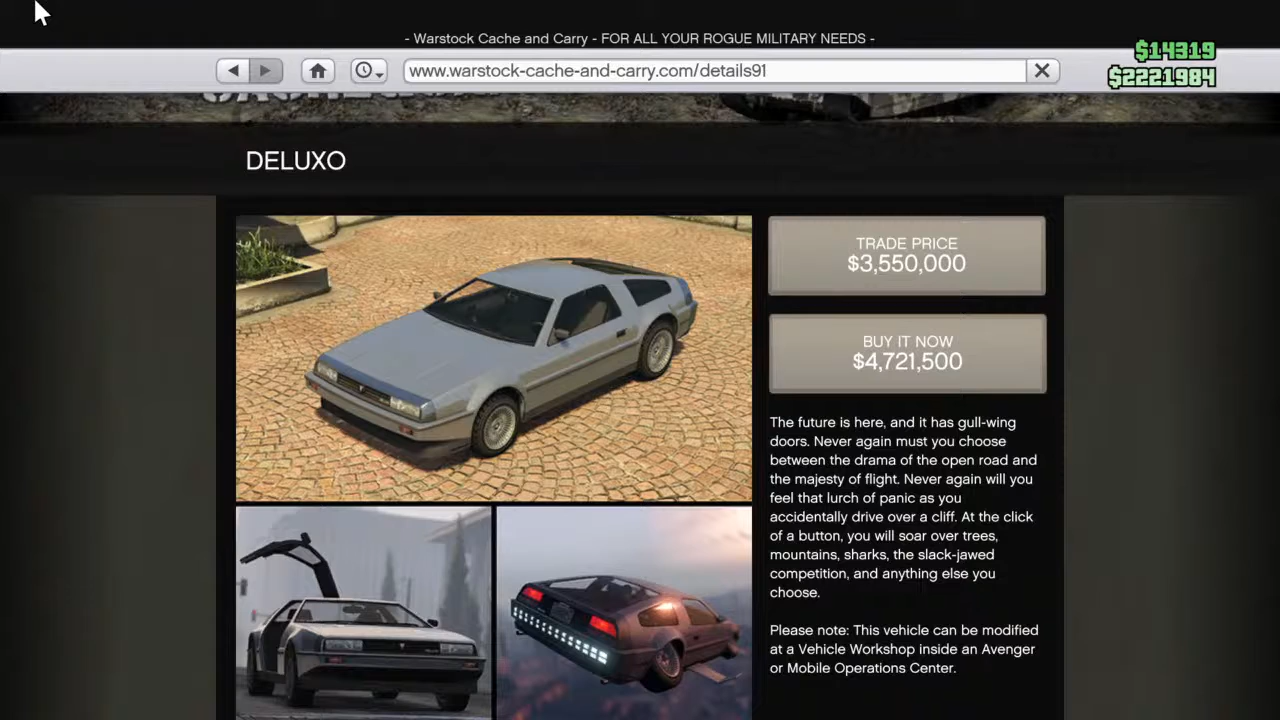 - Warstock Cache and Carry - FOR ALL YOUR ROGUE MILITARY NEEDS -
$14319
www.warstock-cache-and-carry.com/details91
$2221984
DELUXO
TRADE PRICE
$3,550,000
BUY IT NOW
$4,721,500
The future is here, and it has gull-wing
doors. Never again must you choose
between the drama of the open road and
the majesty of flight. Never again will you
feel that lurch of panic as you
accidentally drive over a cliff. At the click
of a button, you will soar over trees,
mountains, sharks, the slack-jawed
competition, and anything else you
choose.
Please note: This vehicle can be modified
at a Vehicle Workshop inside an Avenger
or Mobile Operations Center.